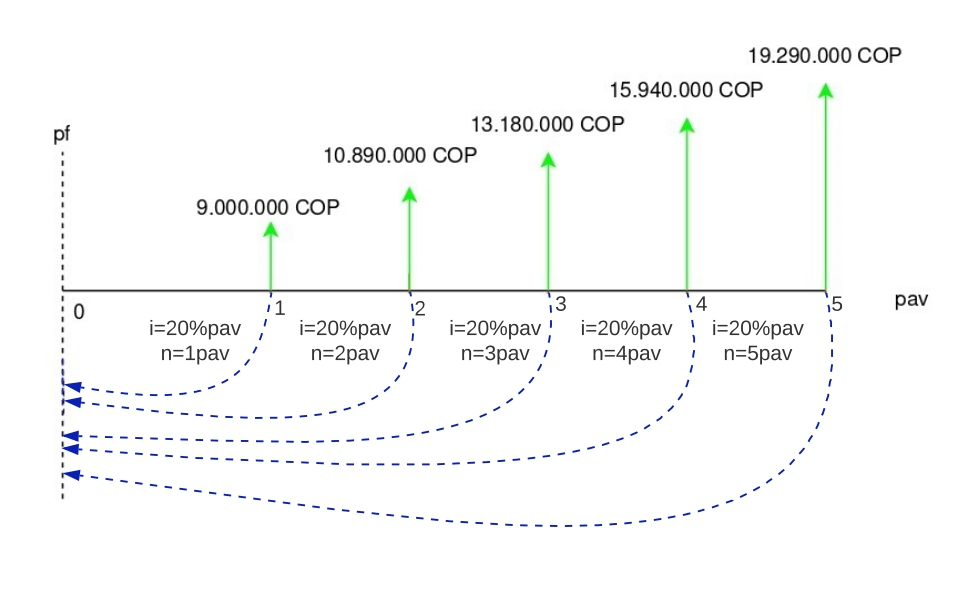 19.290.000 COP
15.940.000 COP
13.180.000 COP
pf
10.890.000 COP
9.000.000 COP
0
1
2
3
4
5
pav
i=20%pav
n=1pav
i=20%pav
n=2pav
i=20%pav
n=3pav
i=20%pav
n=4pav
i=20%pav
n=5pav